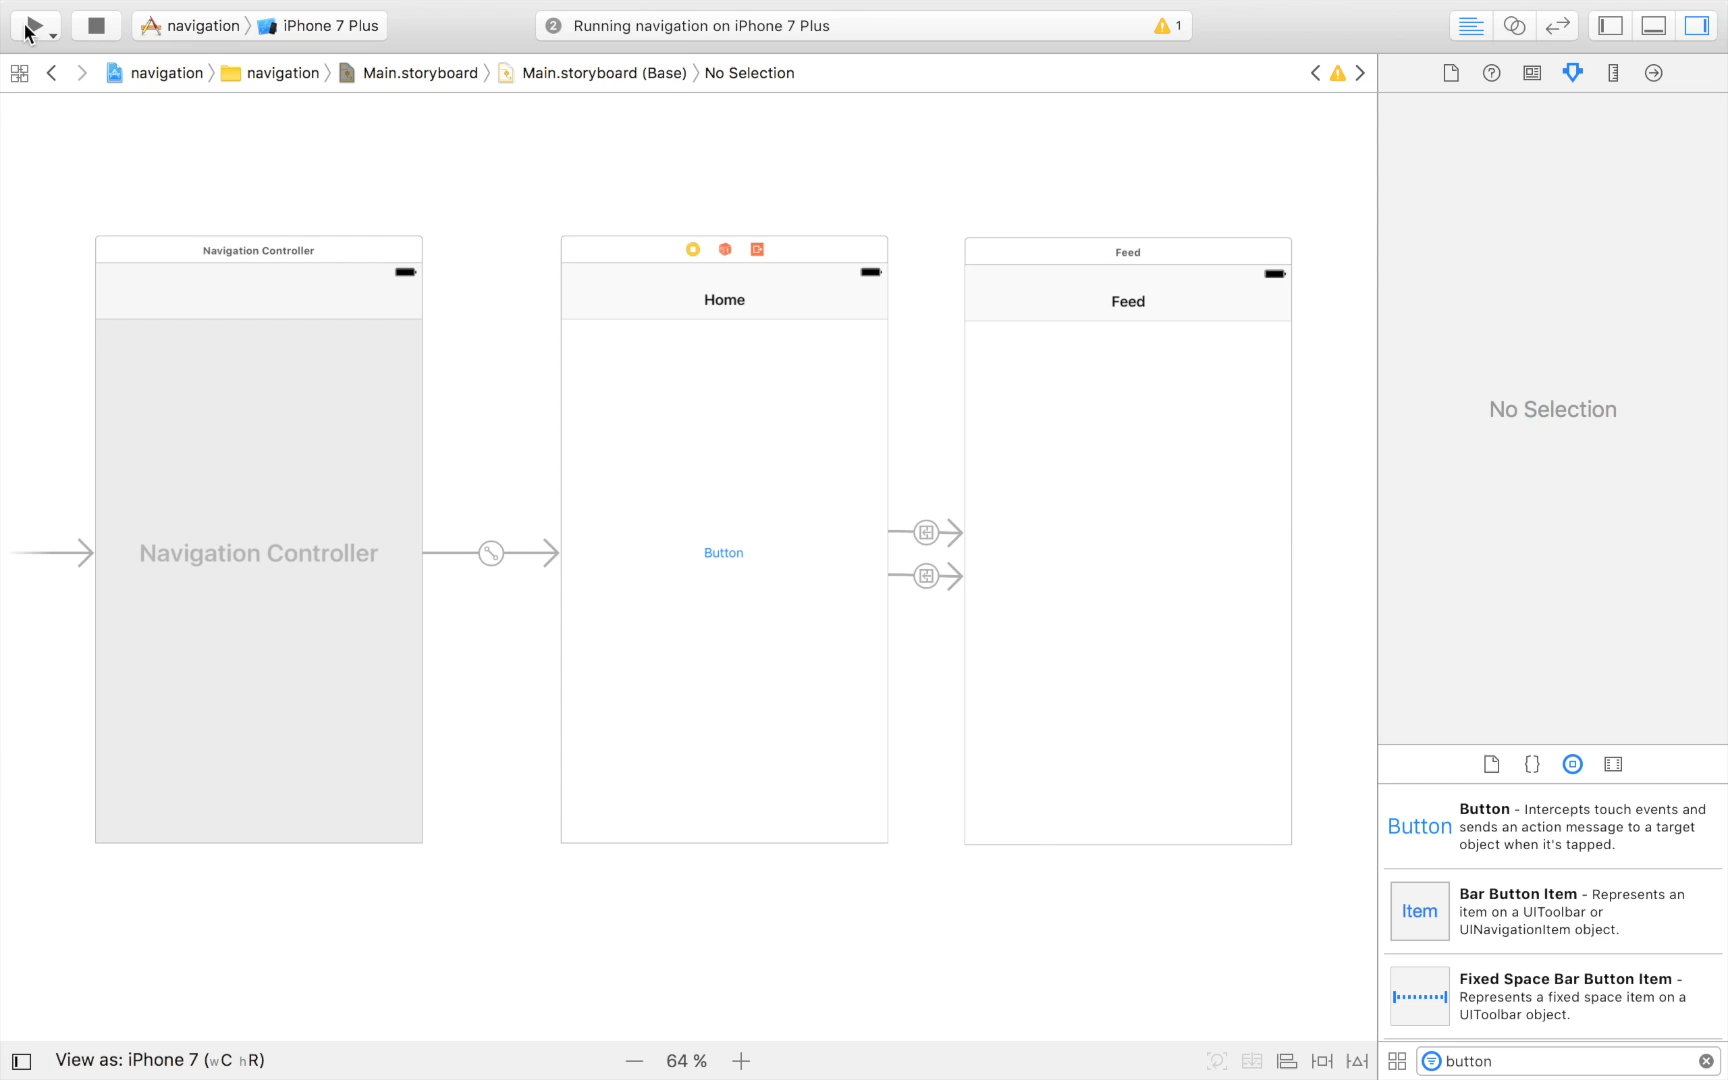 navigation iPhone 7 Plus
2 Running navigation on iPhone 7 Plus 1
navigation navigation Main.storyboard Main.storyboard (Base) No Selection
Navigation Controller
Home
Feed
Feed
Navigation Controller
Button
No Selection
Button
Button - Intercepts touch events and
sends an action message to a target
object when it's tapped.
Item
Bar Button Item - Represents an
item on a UIToolbar or
UINavigationItem object.
Fixed Space Bar Button Item -
Represents a fixed space item on a
UIToolbar object.
View as: iPhone 7 (wC hR)
64 %
button